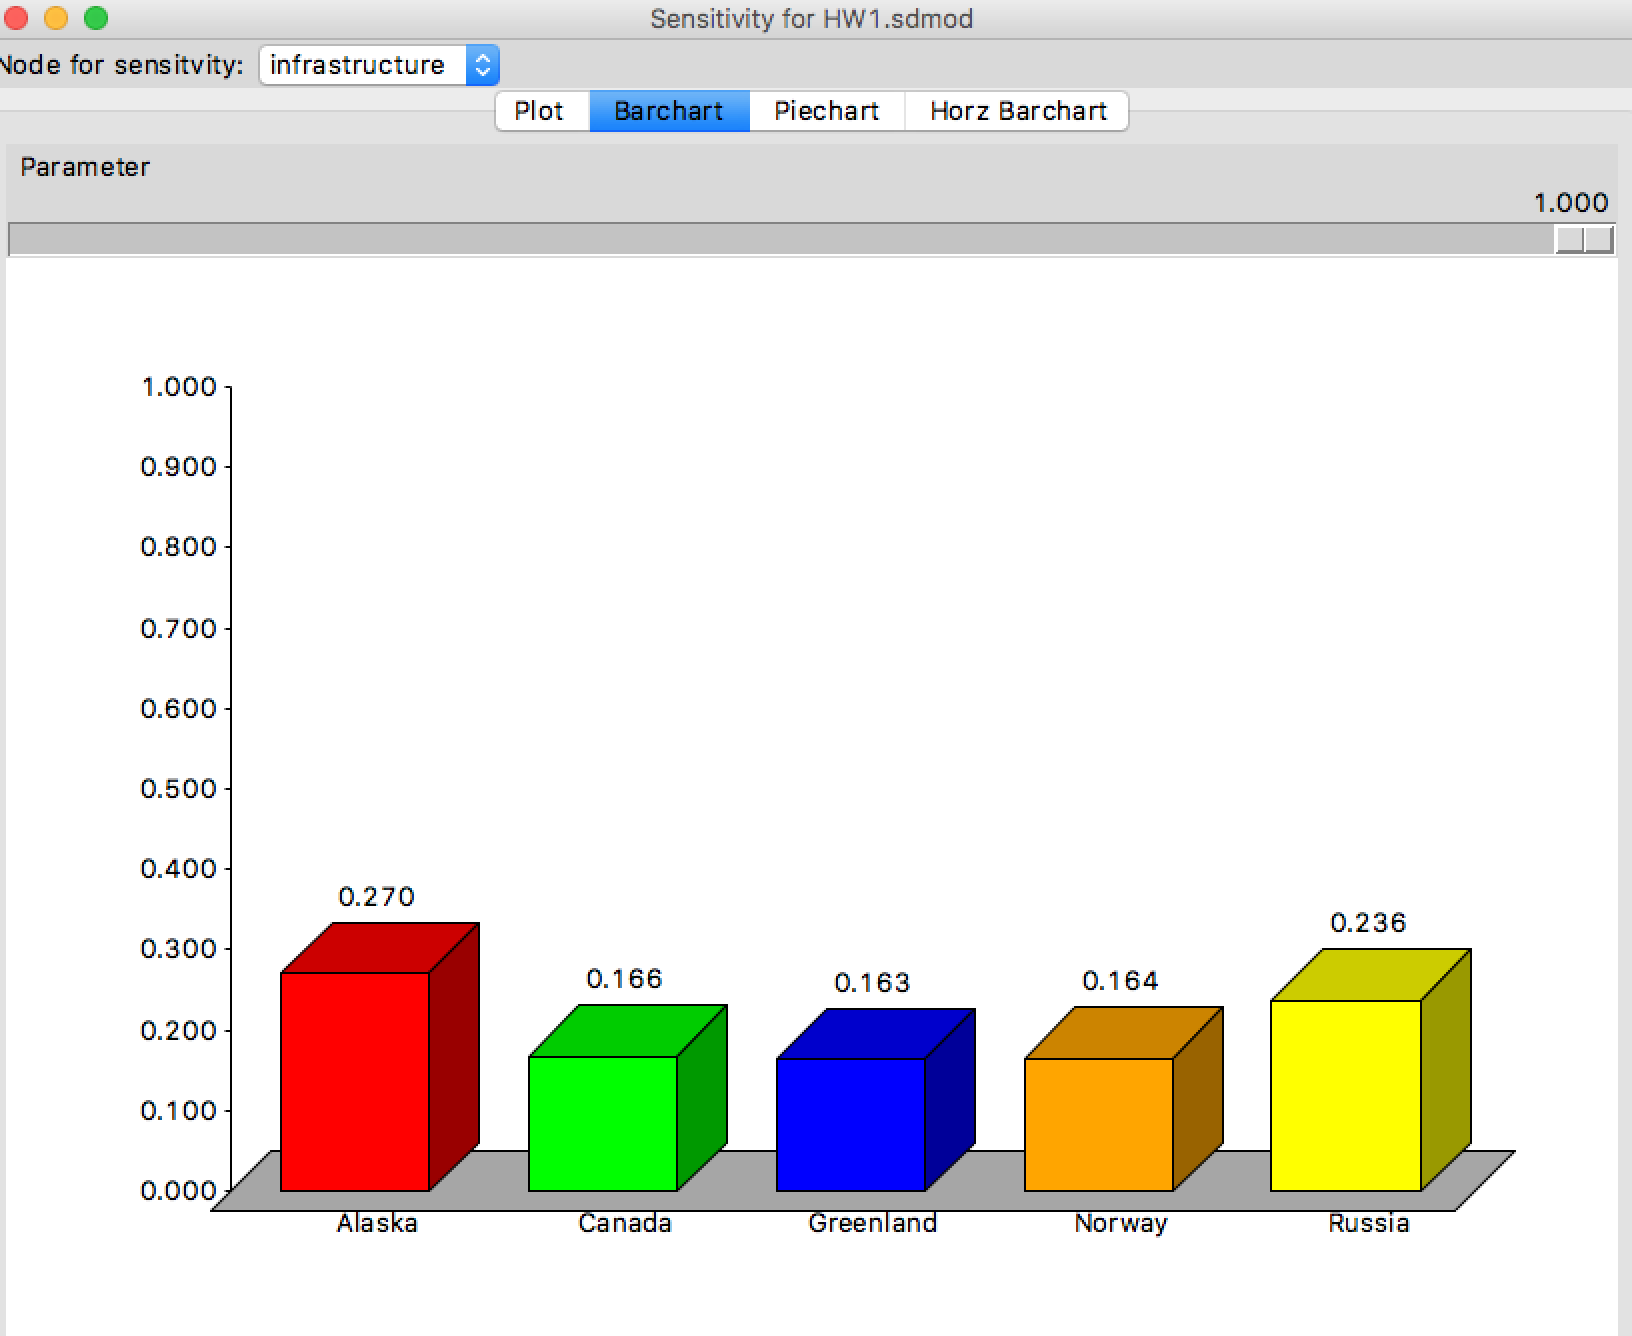 Sensitivity for HW1.sdmod
Node for sensitvity: infrastructure
Plot Barchart Piechart Horz Barchart
Parameter
1.000
1.000
0.900
0.800
0.700
0.600
0.500
0.400
0.300
0.200
0.100
0.000
0.270 0.166 0.163 0.164 0.236
Alaska Canada Greenland Norway Russia